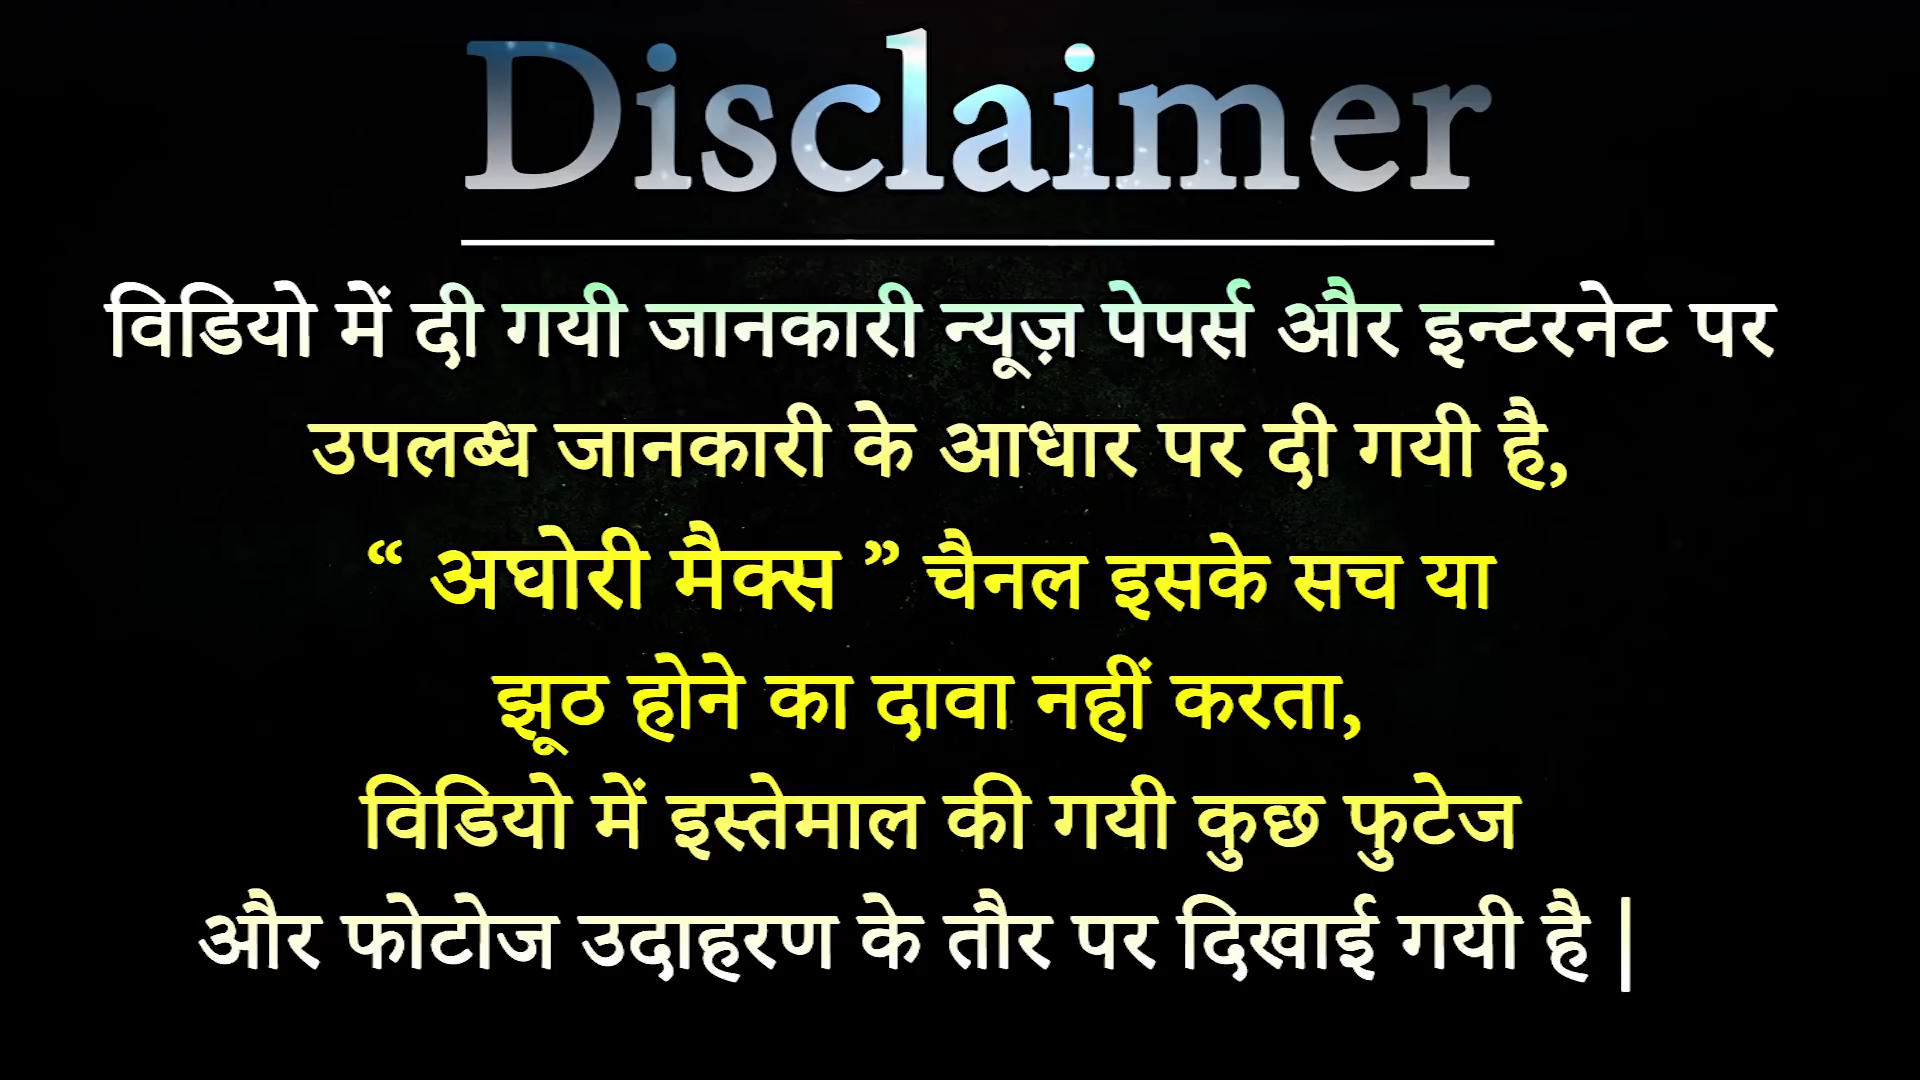 Disclaimer
विडियो में दी गयी जानकारी न्यूज़ पेपर्स और इन्टरनेट पर
उपलब्ध जानकारी के आधार पर दी गयी है,
“ अघोरी मैक्स ” चैनल इसके सच या
झूठ होने का दावा नहीं करता,
विडियो में इस्तेमाल की गयी कुछ फुटेज
और फोटोज उदाहरण के तौर पर दिखाई गयी है |